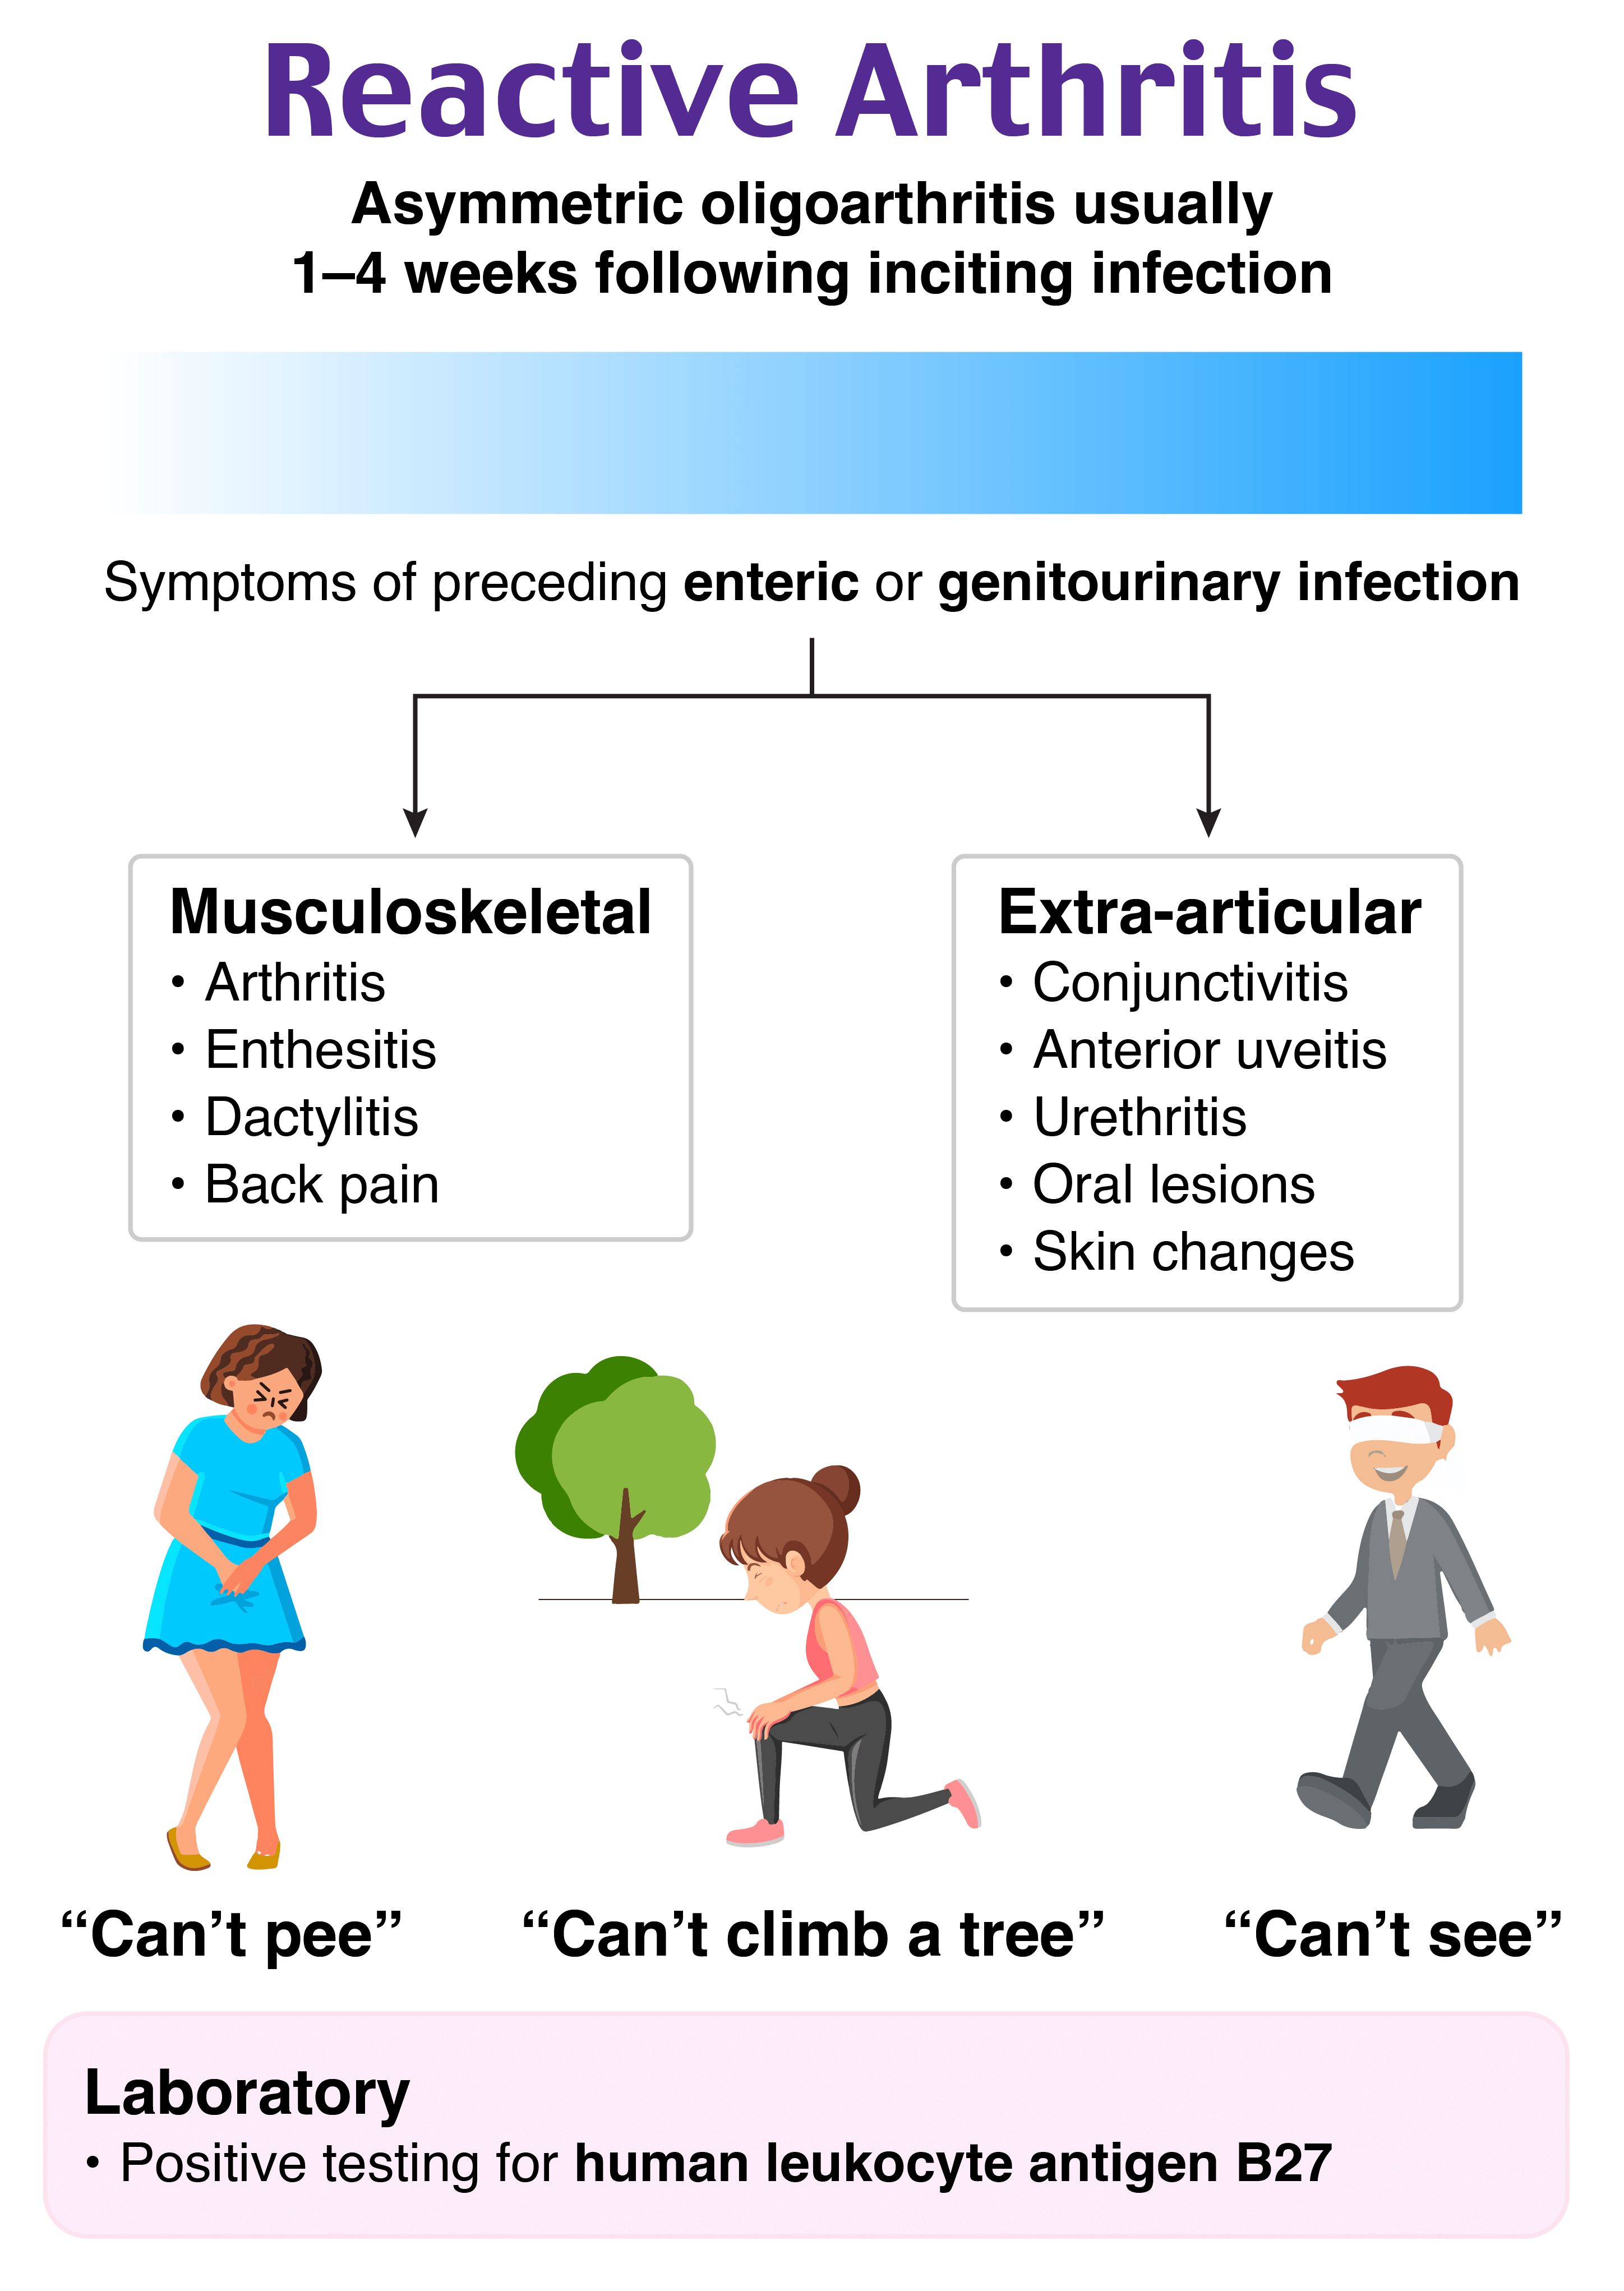 Reactive Arthritis
Asymmetric oligoarthritis usually
1–4 weeks following inciting infection
Symptoms of preceding enteric or genitourinary infection
Musculoskeletal
• Arthritis
• Enthesitis
• Dactylitis
• Back pain
Extra-articular
• Conjunctivitis
• Anterior uveitis
• Urethritis
• Oral lesions
• Skin changes
“Can’t pee”
“Can’t climb a tree”
“Can’t see”
Laboratory
• Positive testing for human leukocyte antigen B27